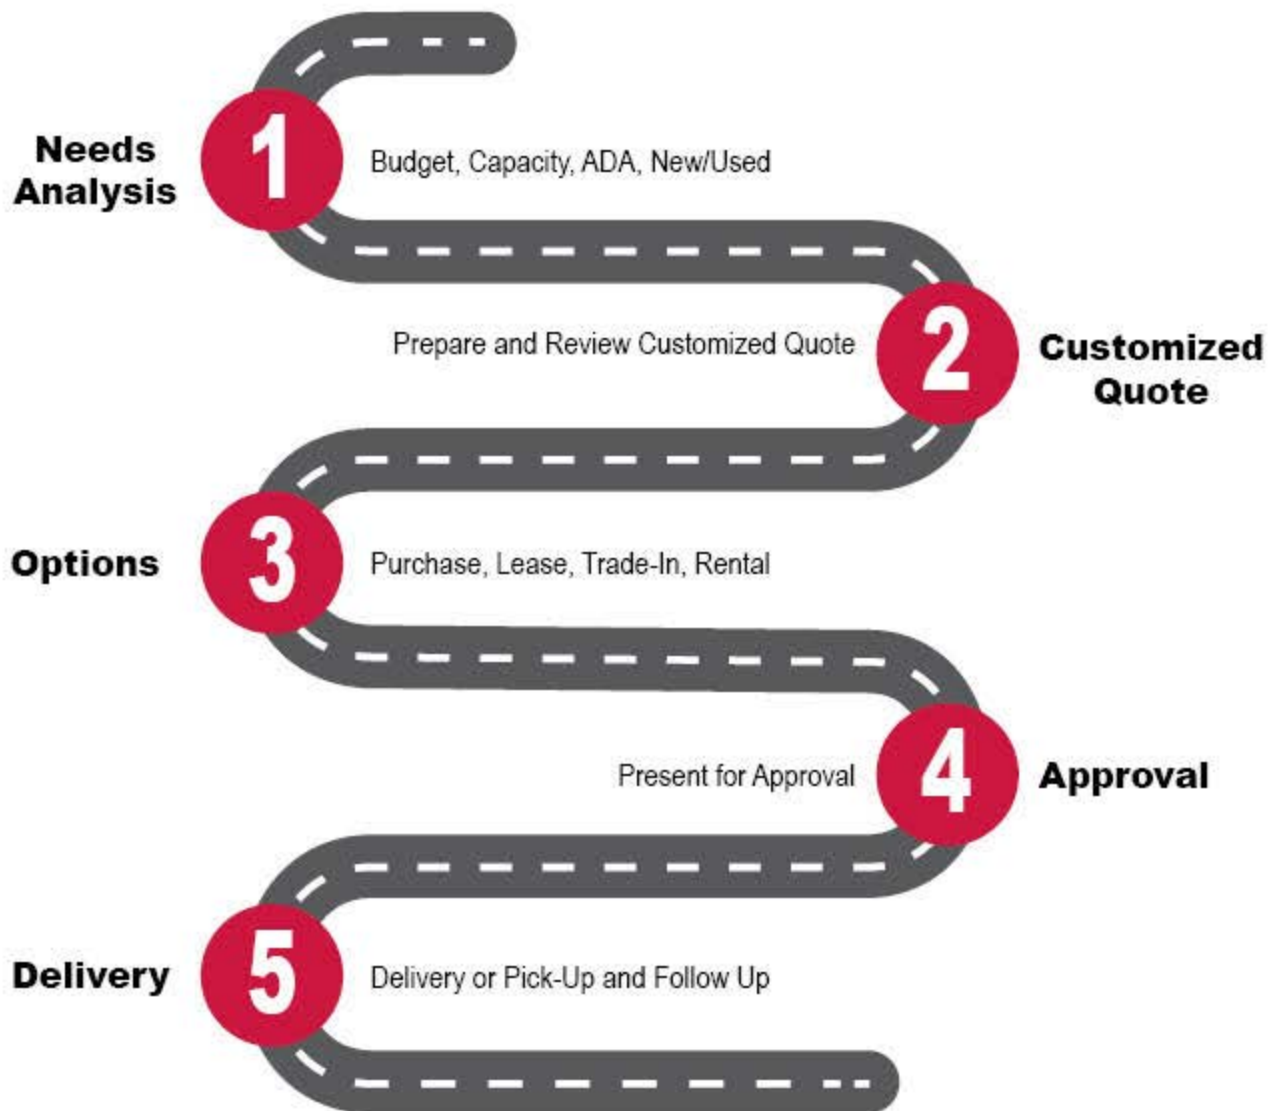 1
Needs
Analysis
Budget, Capacity, ADA, New/Used
2
Prepare and Review Customized Quote
Customized
Quote
3
Options
Purchase, Lease, Trade-In, Rental
4
Present for Approval
Approval
5
Delivery
Delivery or Pick-Up and Follow Up